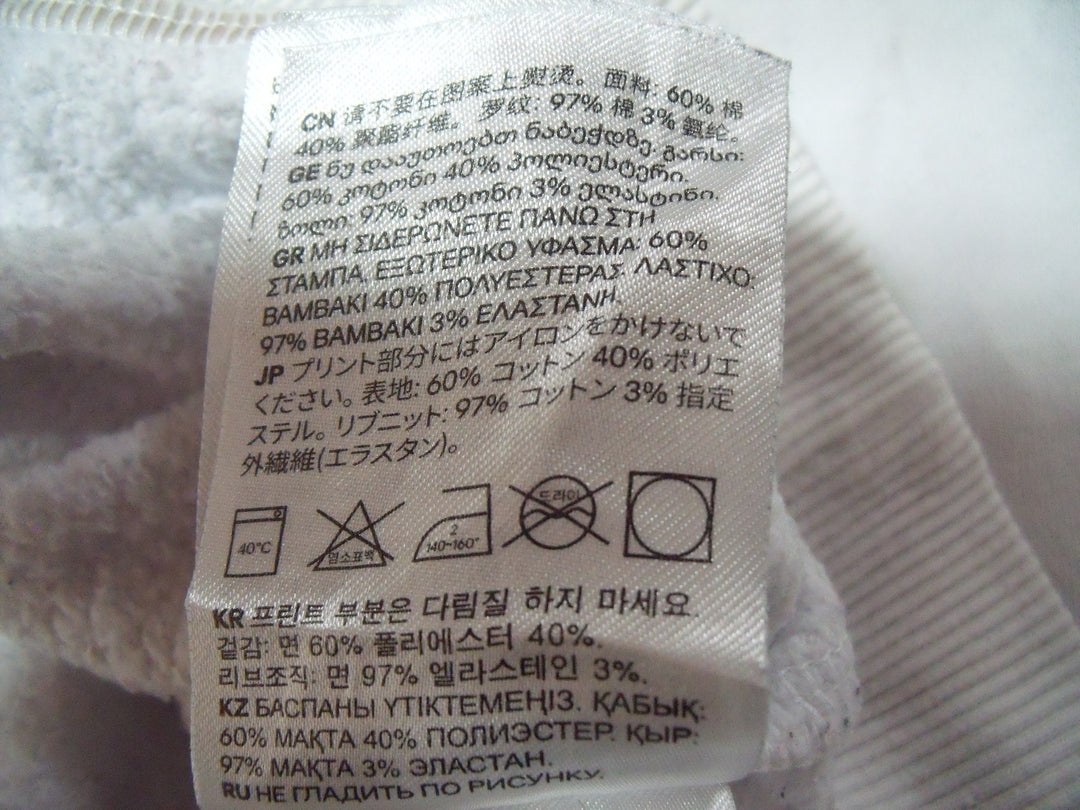 CN 请不要在图案上熨烫。面料: 60% 棉
40% 聚酯纤维。罗纹: 97% 棉 3% 氨纶。
GE ნუ დააუთოებთ ნაბეჭდზე. გარსი:
60% კოტონი 40% პოლიესტერი.
ზოლი: 97% კოტონი 3% ელასტინი.
GR ΜΗ ΣΙΔΕΡΩΝΕΤΕ ΠΑΝΩ ΣΤΗ
ΣΤΑΜΠΑ. ΕΞΩΤΕΡΙΚΟ ΥΦΑΣΜΑ: 60%
ΒΑΜΒΑΚΙ 40% ΠΟΛΥΕΣΤΕΡΑΣ. ΛΑΣΤΙΧΟ:
97% ΒΑΜΒΑΚΙ 3% ΕΛΑΣΤΑΝΗ.
JP プリント部分にはアイロンをかけないで
ください。表地: 60% コットン 40% ポリエ
ステル。リブニット: 97% コットン 3% 指定
外繊維(エラスタン)。
40°C 염소표백 2 140~160° 드라이
KR 프린트 부분은 다림질 하지 마세요.
겉감: 면 60% 폴리에스터 40%.
리브조직: 면 97% 엘라스테인 3%.
KZ БАСПАНЫ ҮТІКТЕМЕҢІЗ. ҚАБЫҚ:
60% МАҚТА 40% ПОЛИЭСТЕР. ҚЫР:
97% МАҚТА 3% ЭЛАСТАН.
RU НЕ ГЛАДИТЬ ПО РИСУНКУ.